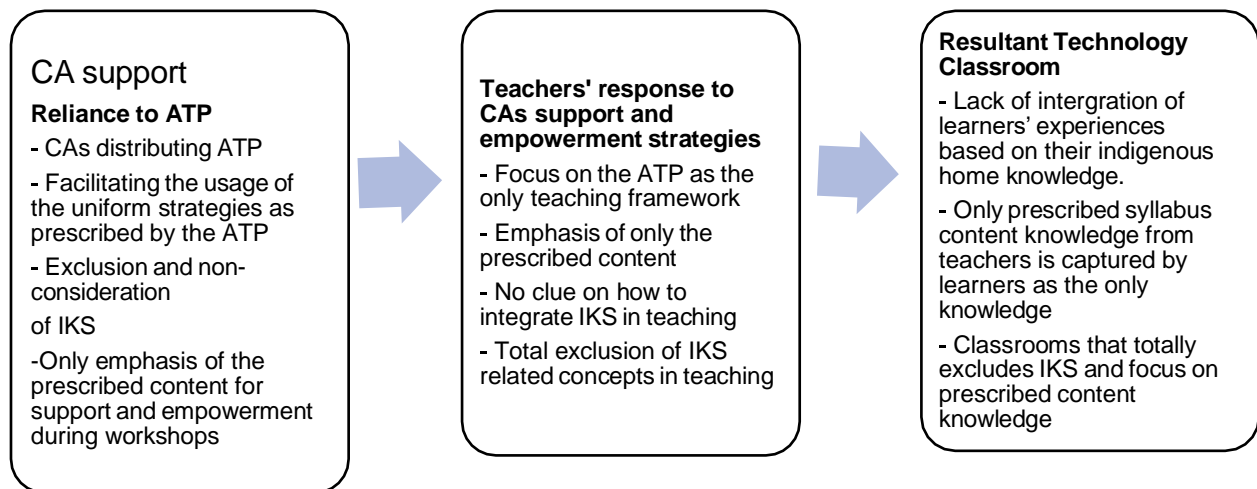 CA support
Reliance to ATP
- CAs distributing ATP
- Facilitating the usage of
the uniform strategies as
prescribed by the ATP
- Exclusion and non-
consideration
of IKS
-Only emphasis of the
prescribed content for
support and empowerment
during workshops
Teachers' response to
CAs support and
empowerment strategies
- Focus on the ATP as the
only teaching framework
- Emphasis of only the
prescribed content
- No clue on how to
integrate IKS in teaching
- Total exclusion of IKS
related concepts in teaching
Resultant Technology
Classroom
- Lack of intergration of
learners’ experiences
based on their indigenous
home knowledge.
- Only prescribed syllabus
content knowledge from
teachers is captured by
learners as the only
knowledge
- Classrooms that totally
excludes IKS and focus on
prescribed content
knowledge